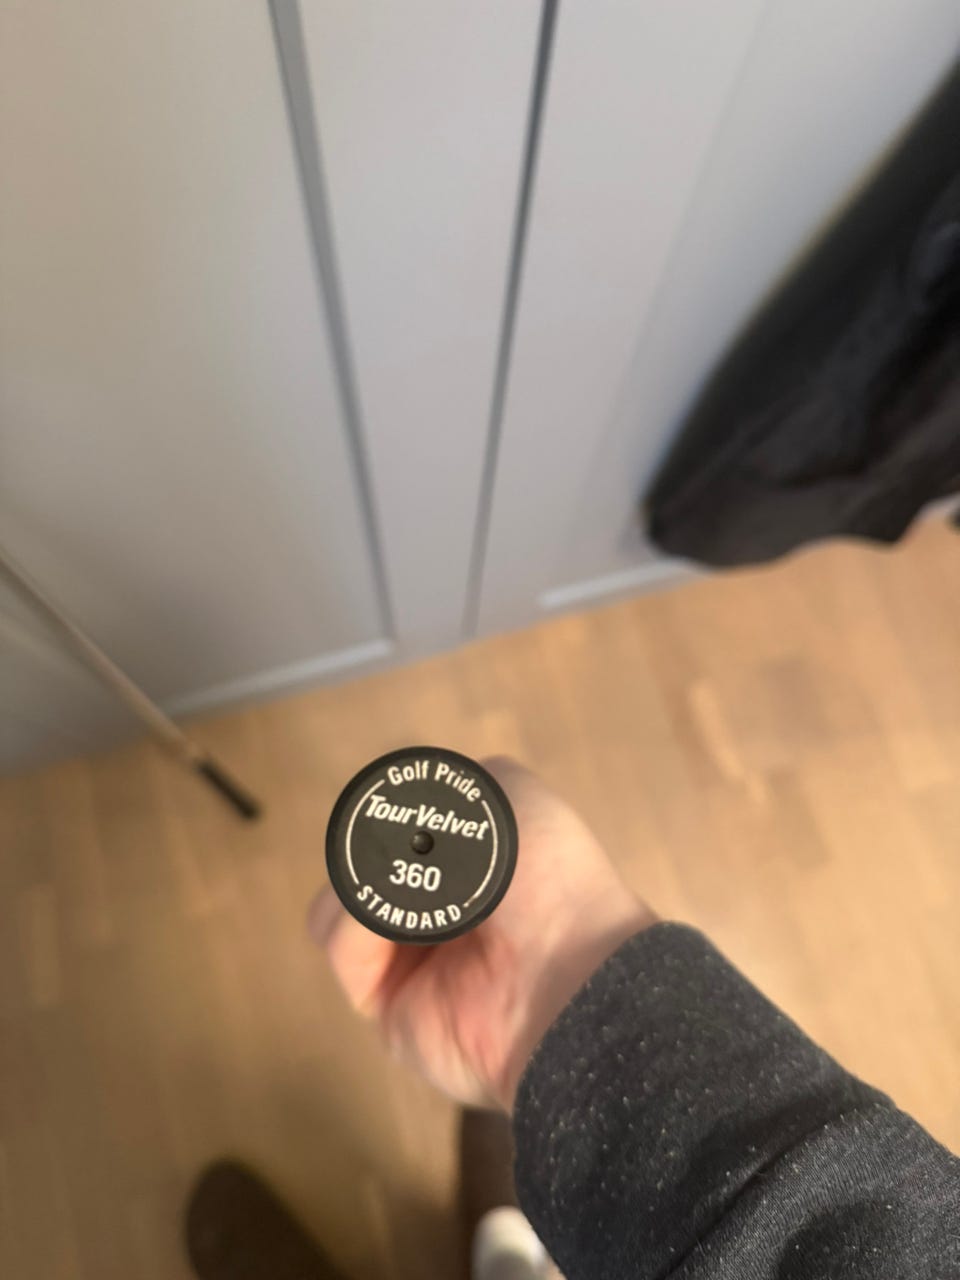 Golf Pride
TourVelvet
360
STANDARD